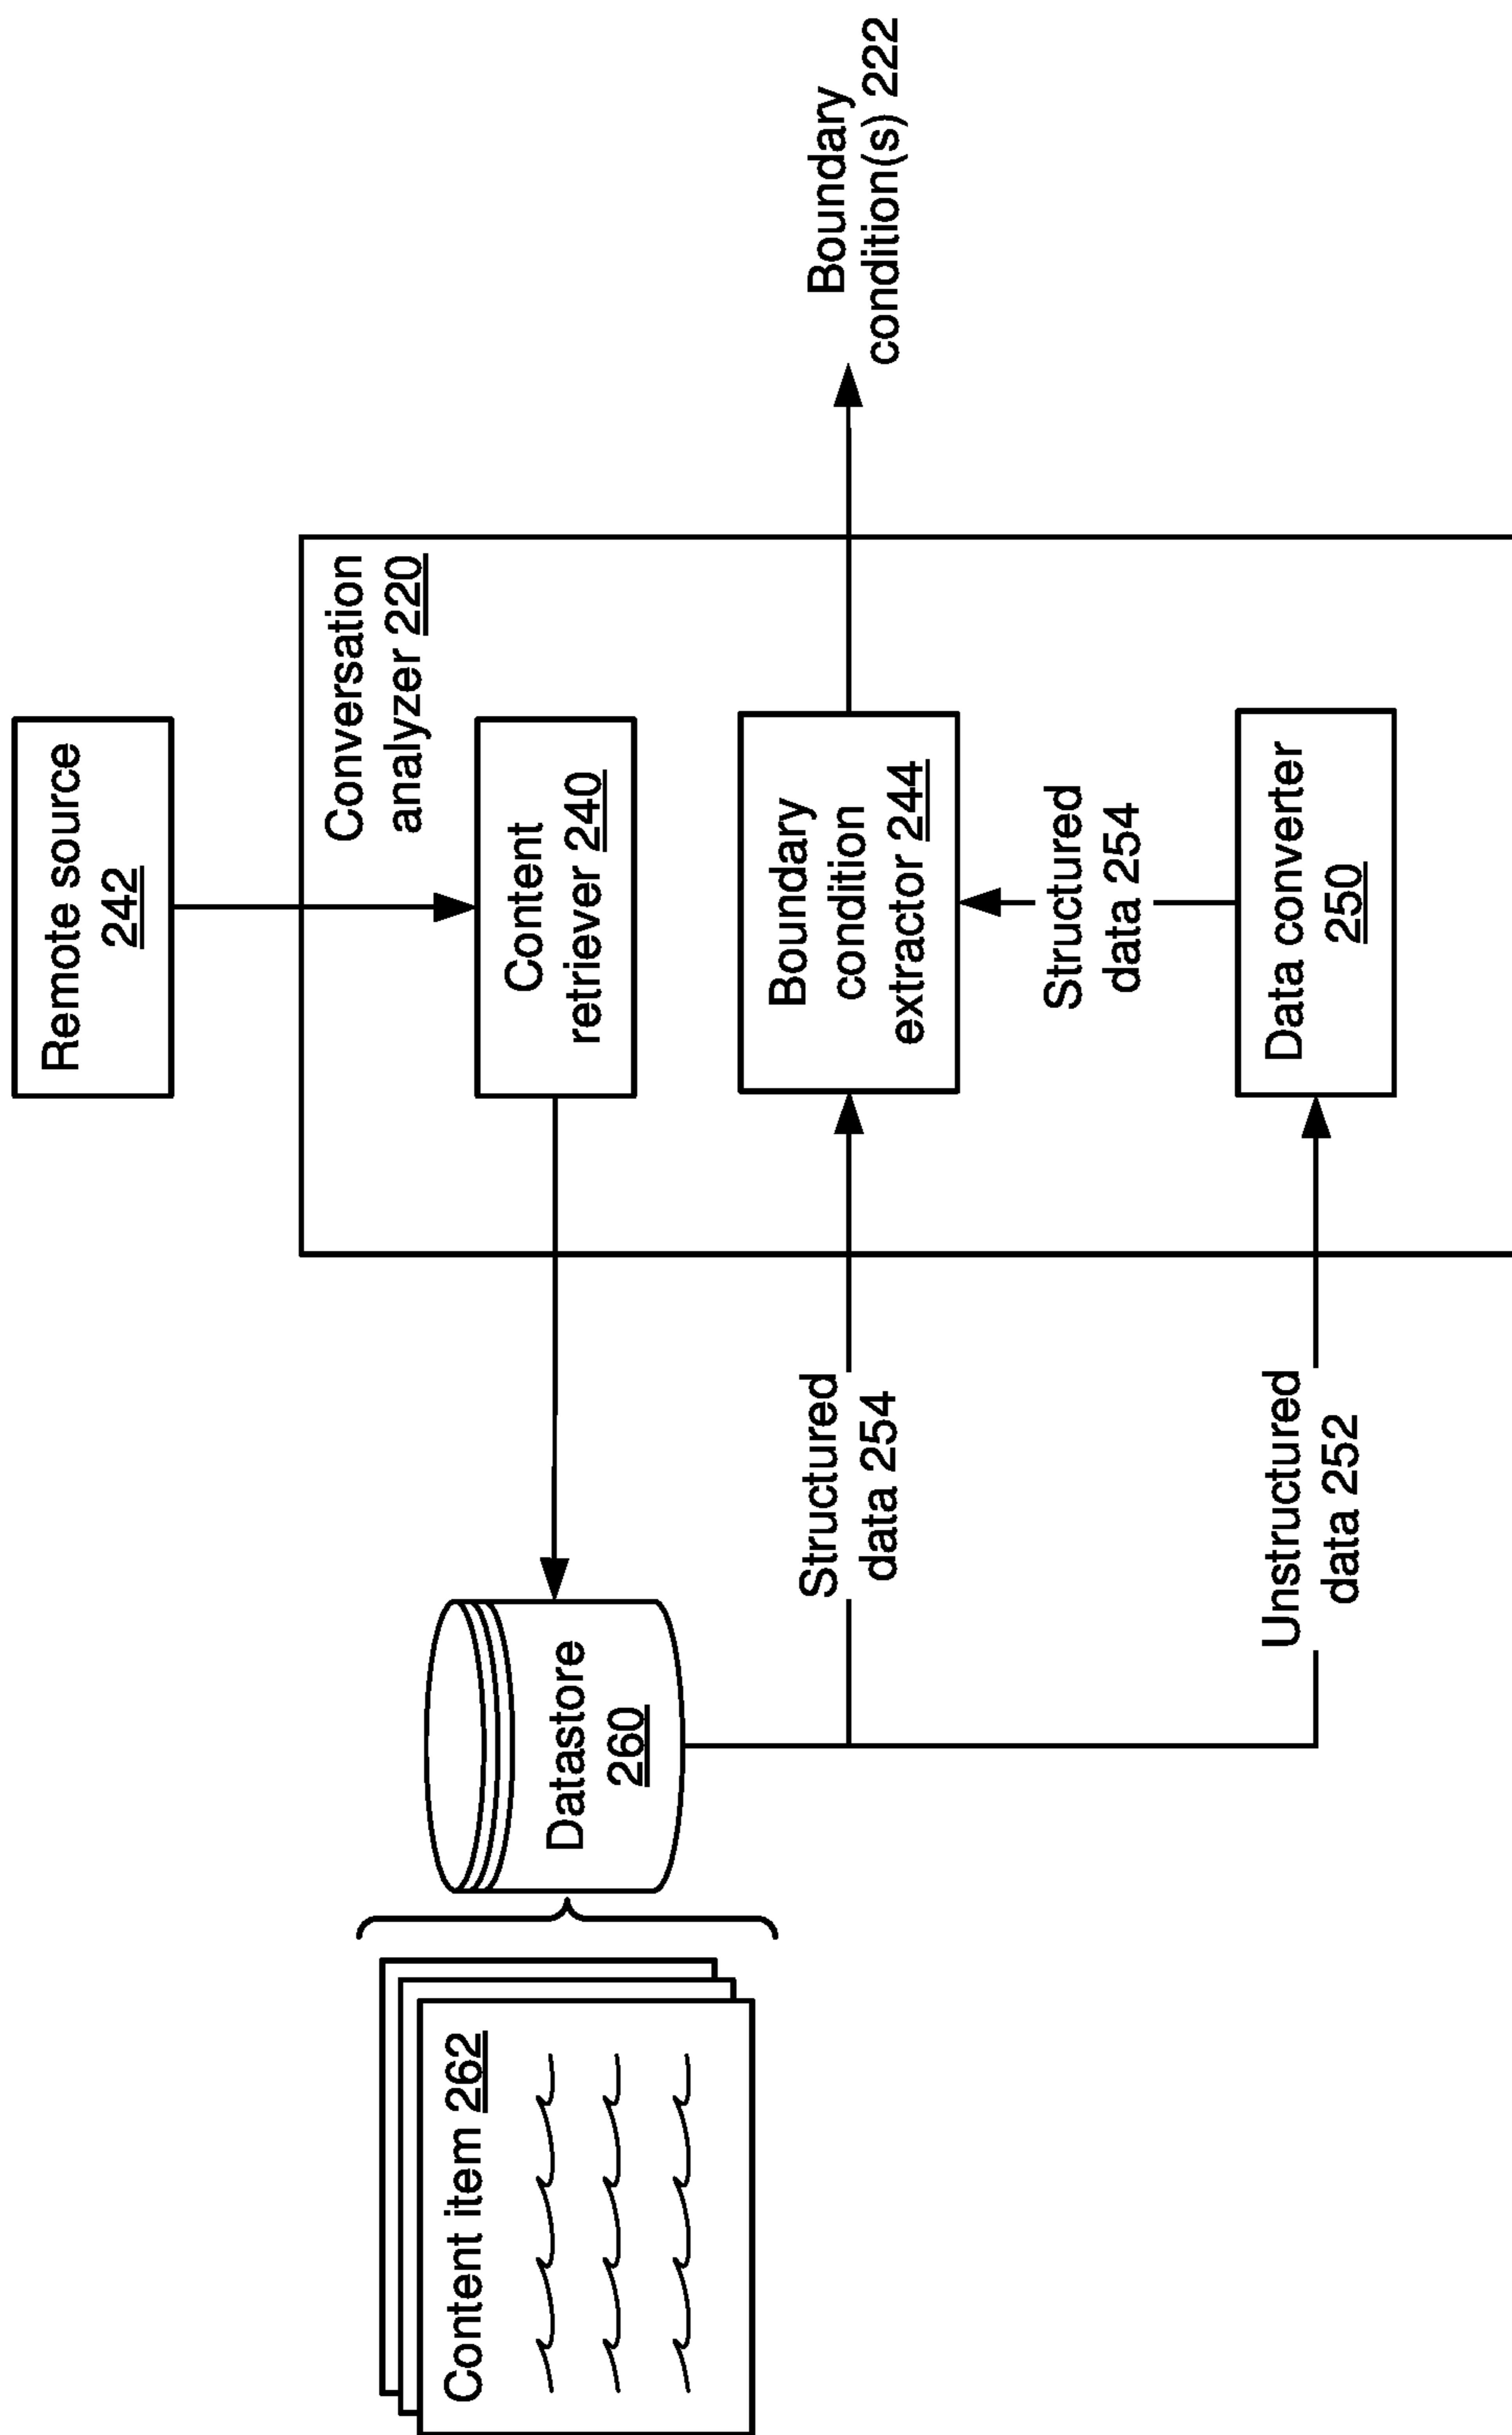 Remote source
242
Conversation
analyzer 220
Content
retriever 240
Content item 262
Datastore
260
Structured
data 254
Boundary
condition
extractor 244
Boundary
condition(s) 222
Structured
data 254
Unstructured
data 252
Data converter
250